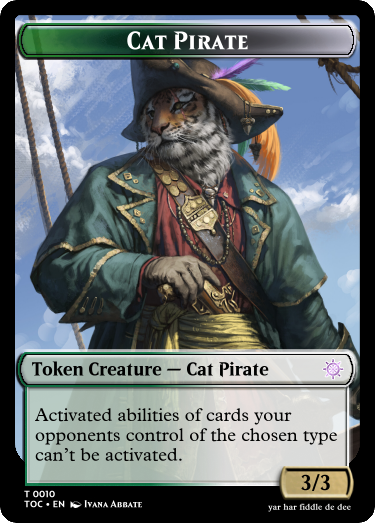 Cat Pirate
Token Creature — Cat Pirate
Activated abilities of cards your
opponents control of the chosen type
can't be activated.
3/3
T 0010
TOC • EN Ivana Abbate
yar har fiddle de dee